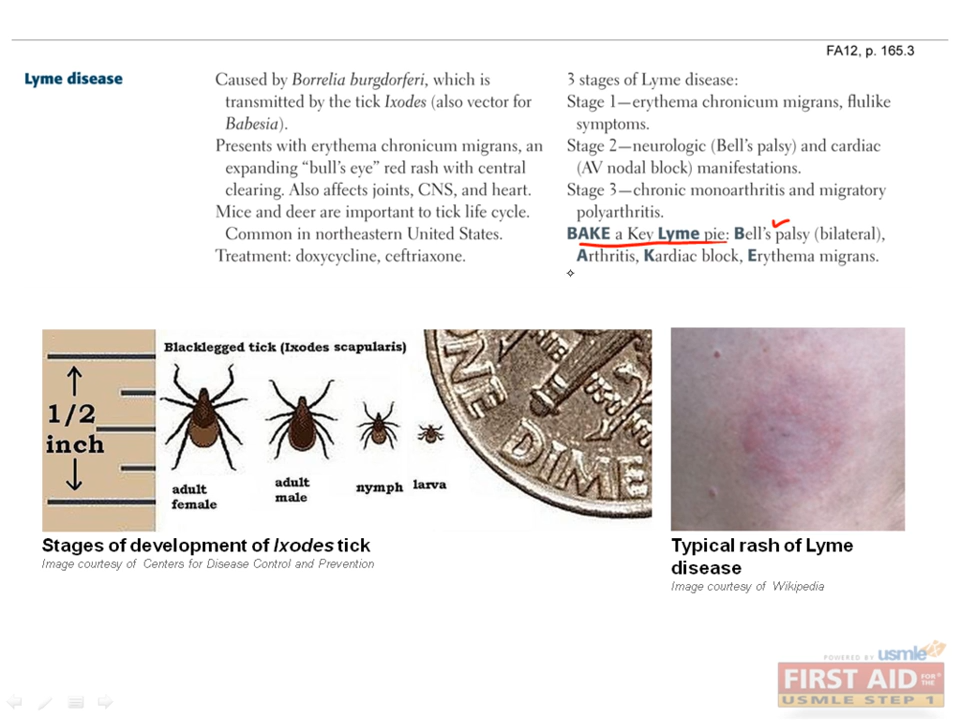 FA12, p. 165.3
Lyme disease
Caused by Borrelia burgdorferi, which is
transmitted by the tick Ixodes (also vector for
Babesia).
Presents with erythema chronicum migrans, an
expanding “bull’s eye” red rash with central
clearing. Also affects joints, CNS, and heart.
Mice and deer are important to tick life cycle.
Common in northeastern United States.
Treatment: doxycycline, ceftriaxone.
3 stages of Lyme disease:
Stage 1—erythema chronicum migrans, flulike
symptoms.
Stage 2—neurologic (Bell’s palsy) and cardiac
(AV nodal block) manifestations.
Stage 3—chronic monoarthritis and migratory
polyarthritis.
BAKE a Key Lyme pie: Bell’s palsy (bilateral),
Arthritis, Kardiac block, Erythema migrans.
Blacklegged tick (Ixodes scapularis)
1/2
inch
adult
female
adult
male
nymph
larva
ONE
DIME
Stages of development of Ixodes tick
Image courtesy of Centers for Disease Control and Prevention
Typical rash of Lyme
disease
Image courtesy of Wikipedia
POWERED BY usmle
FIRST AID FOR THE®
USMLE STEP 1